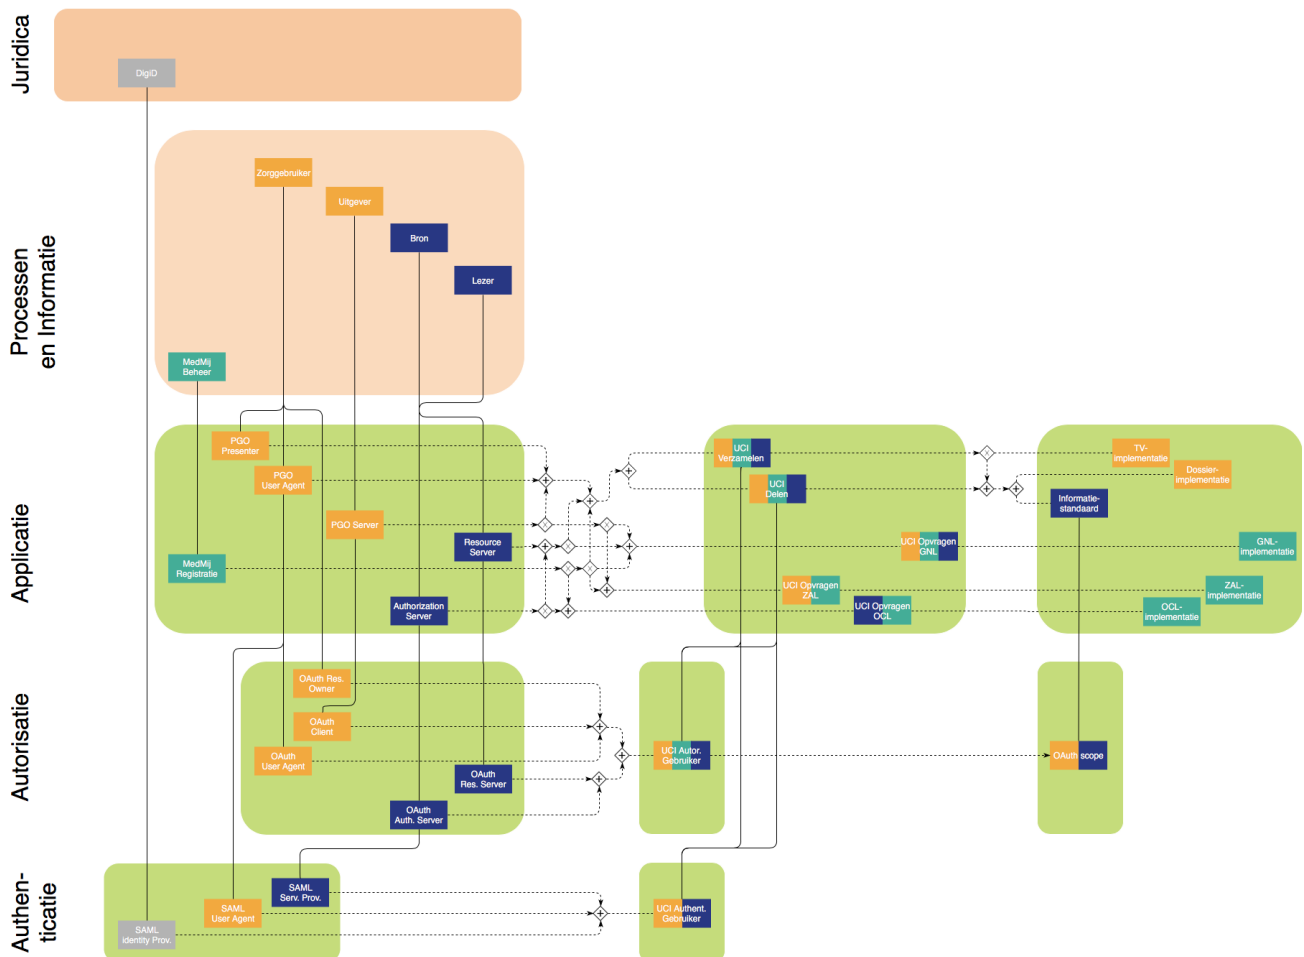 Juridica
DigiD
Processen
en Informatie
Zorggebruiker
Uitgever
Bron
Lezer
MedMij
Beheer
Applicatie
PGO
Presenter
PGO
User Agent
PGO Server
Resource
Server
MedMij
Registratie
Authorization
Server
UCI
Verzamelen
UCI
Delen
UCI Opvragen
GNL
UCI Opvragen
ZAL
UCI Opvragen
OCL
TV-
implementatie
Dossier-
implementatie
Informatie-
standaard
GNL-
implementatie
ZAL-
implementatie
OCL-
implementatie
Autorisatie
OAuth Res.
Owner
OAuth
Client
OAuth
User Agent
OAuth
Res. Server
OAuth
Auth. Server
UCI Autor.
Gebruiker
OAuth scope
Authen-
ticatie
SAML
Serv. Prov.
SAML
User Agent
SAML
identity Prov.
UCI Authent.
Gebruiker